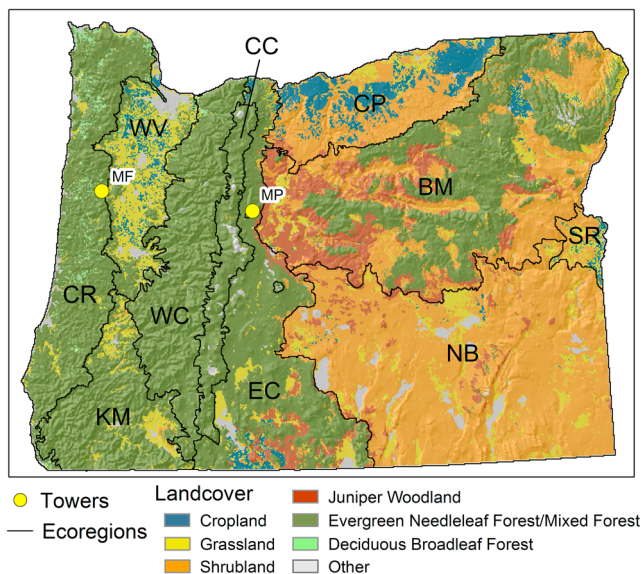 CC
CP
WV
MF
MP
BM
SR
CR
WC
NB
EC
KM
Towers
Ecoregions
Landcover
Cropland
Grassland
Shrubland
Juniper Woodland
Evergreen Needleleaf Forest/Mixed Forest
Deciduous Broadleaf Forest
Other